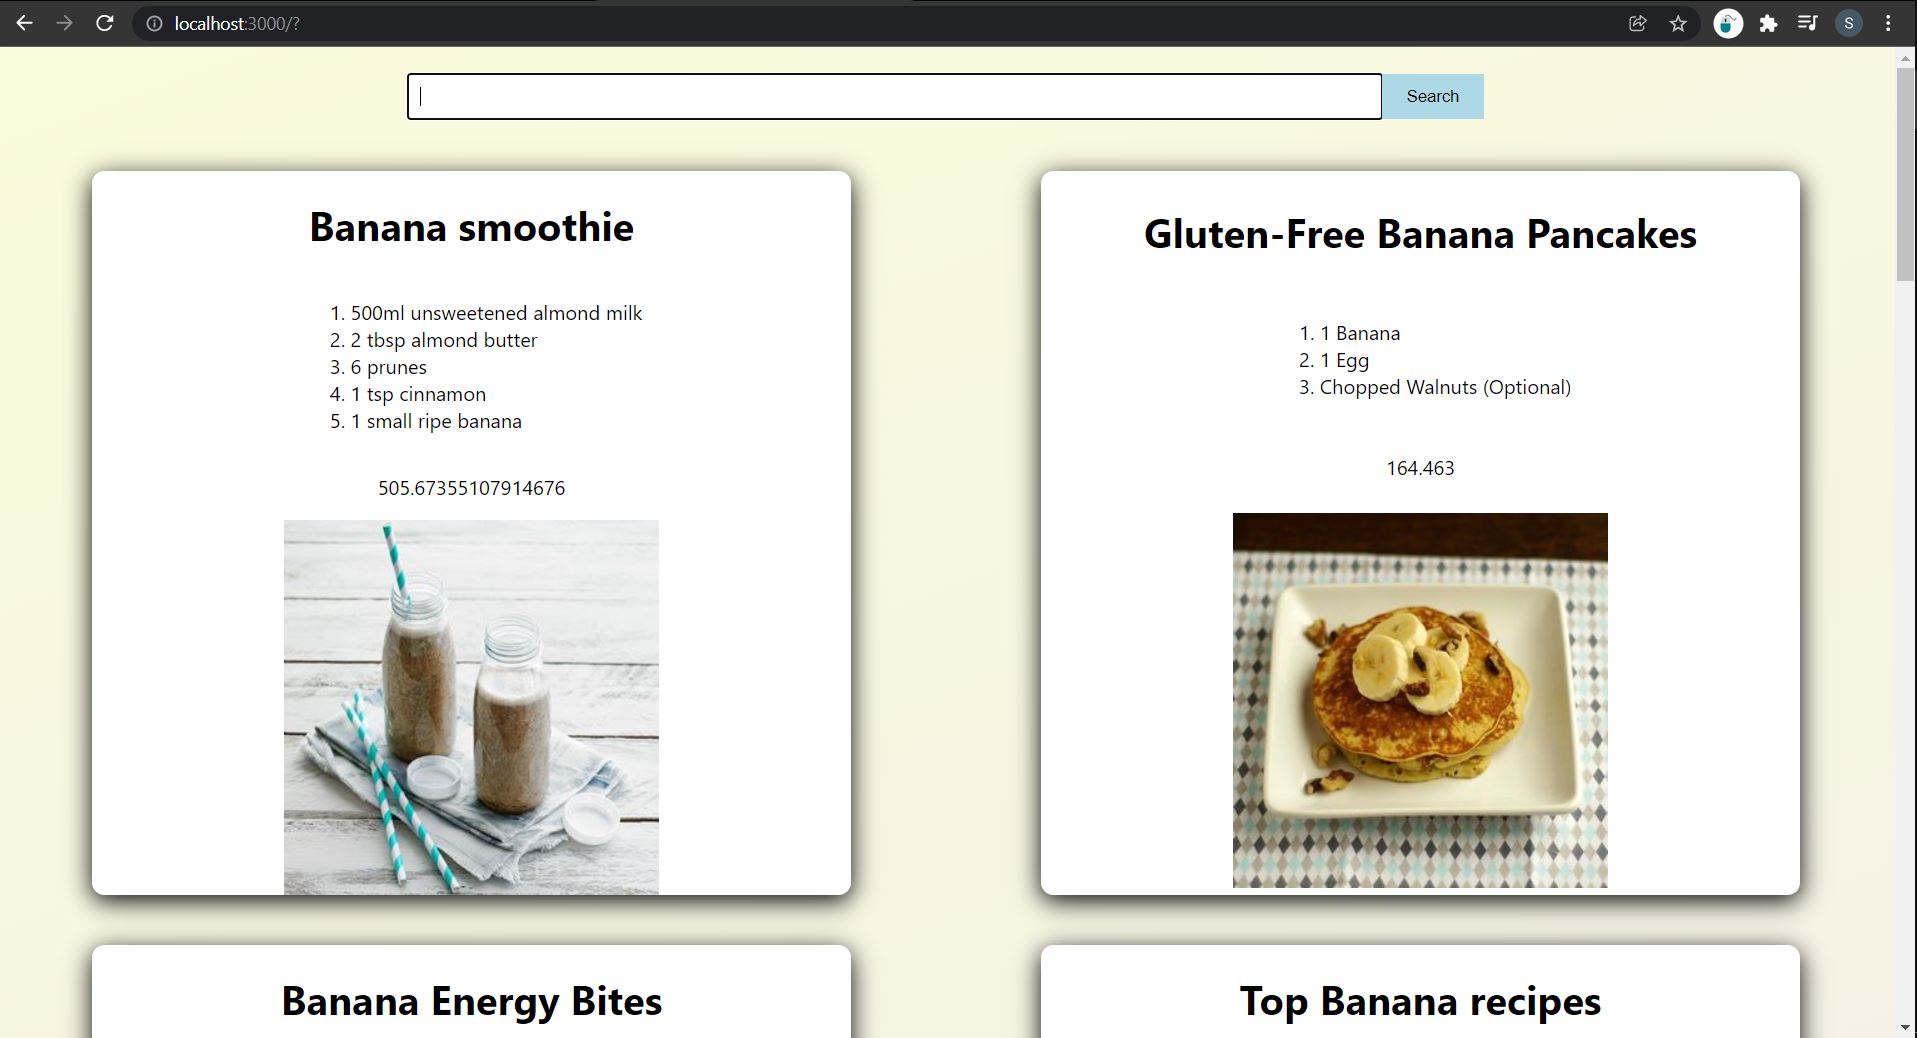 localhost:3000/?
S
Search
Banana smoothie
1. 500ml unsweetened almond milk
2. 2 tbsp almond butter
3. 6 prunes
4. 1 tsp cinnamon
5. 1 small ripe banana
505.67355107914676
Gluten-Free Banana Pancakes
1. 1 Banana
2. 1 Egg
3. Chopped Walnuts (Optional)
164.463
Banana Energy Bites
Top Banana recipes